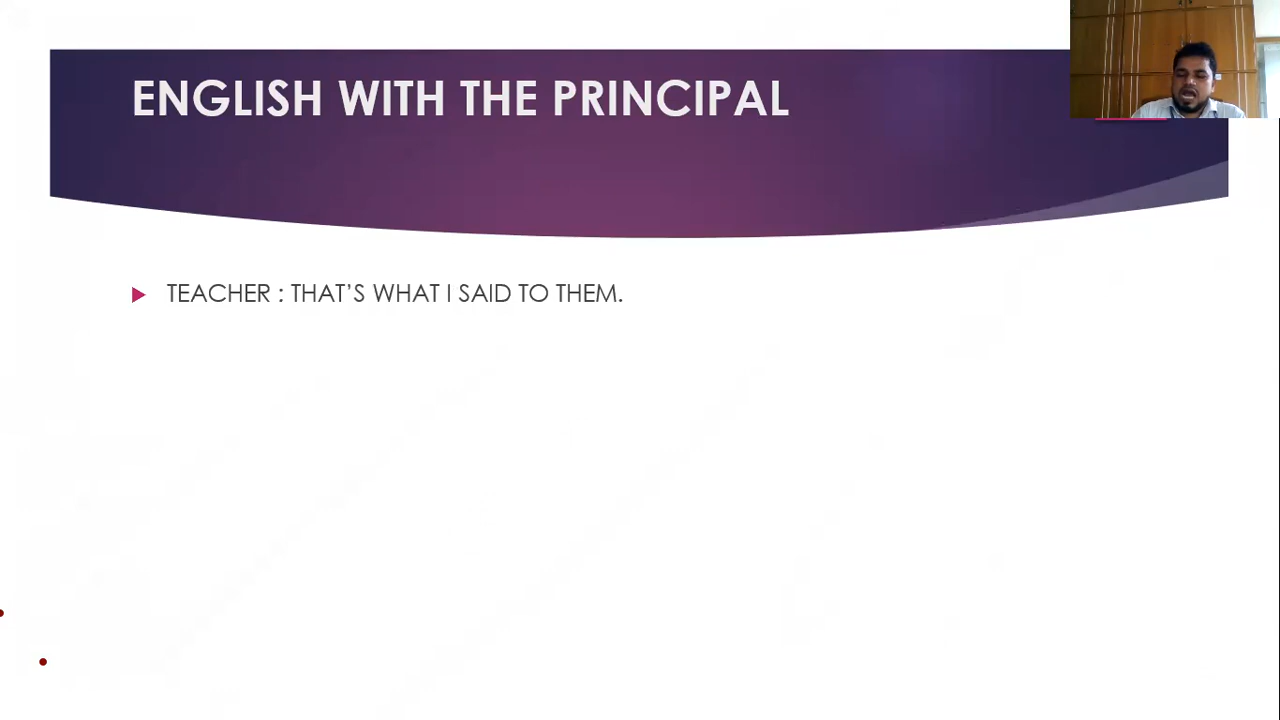 ENGLISH WITH THE PRINCIPAL
TEACHER : THAT’S WHAT I SAID TO THEM.